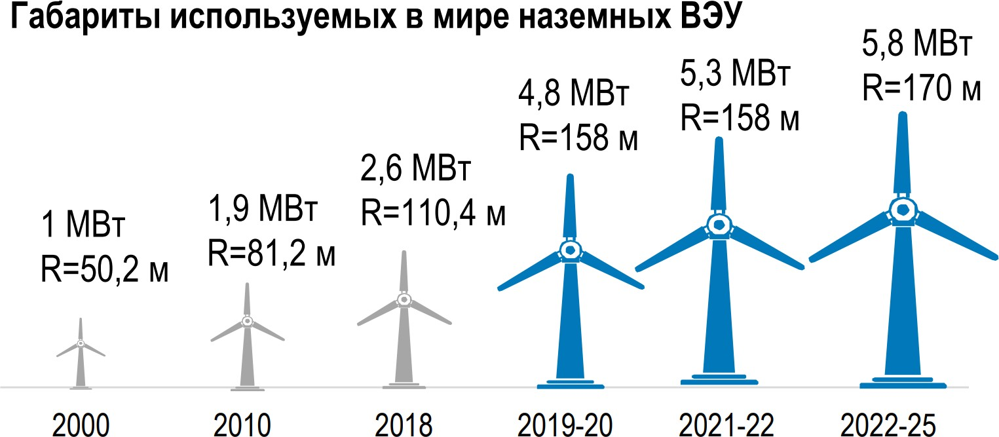 Габариты используемых в мире наземных ВЭУ
1 МВт
R=50,2 м
1,9 МВт
R=81,2 м
2,6 МВт
R=110,4 м
4,8 МВт
R=158 м
5,3 МВт
R=158 м
5,8 МВт
R=170 м
2000
2010
2018
2019-20
2021-22
2022-25